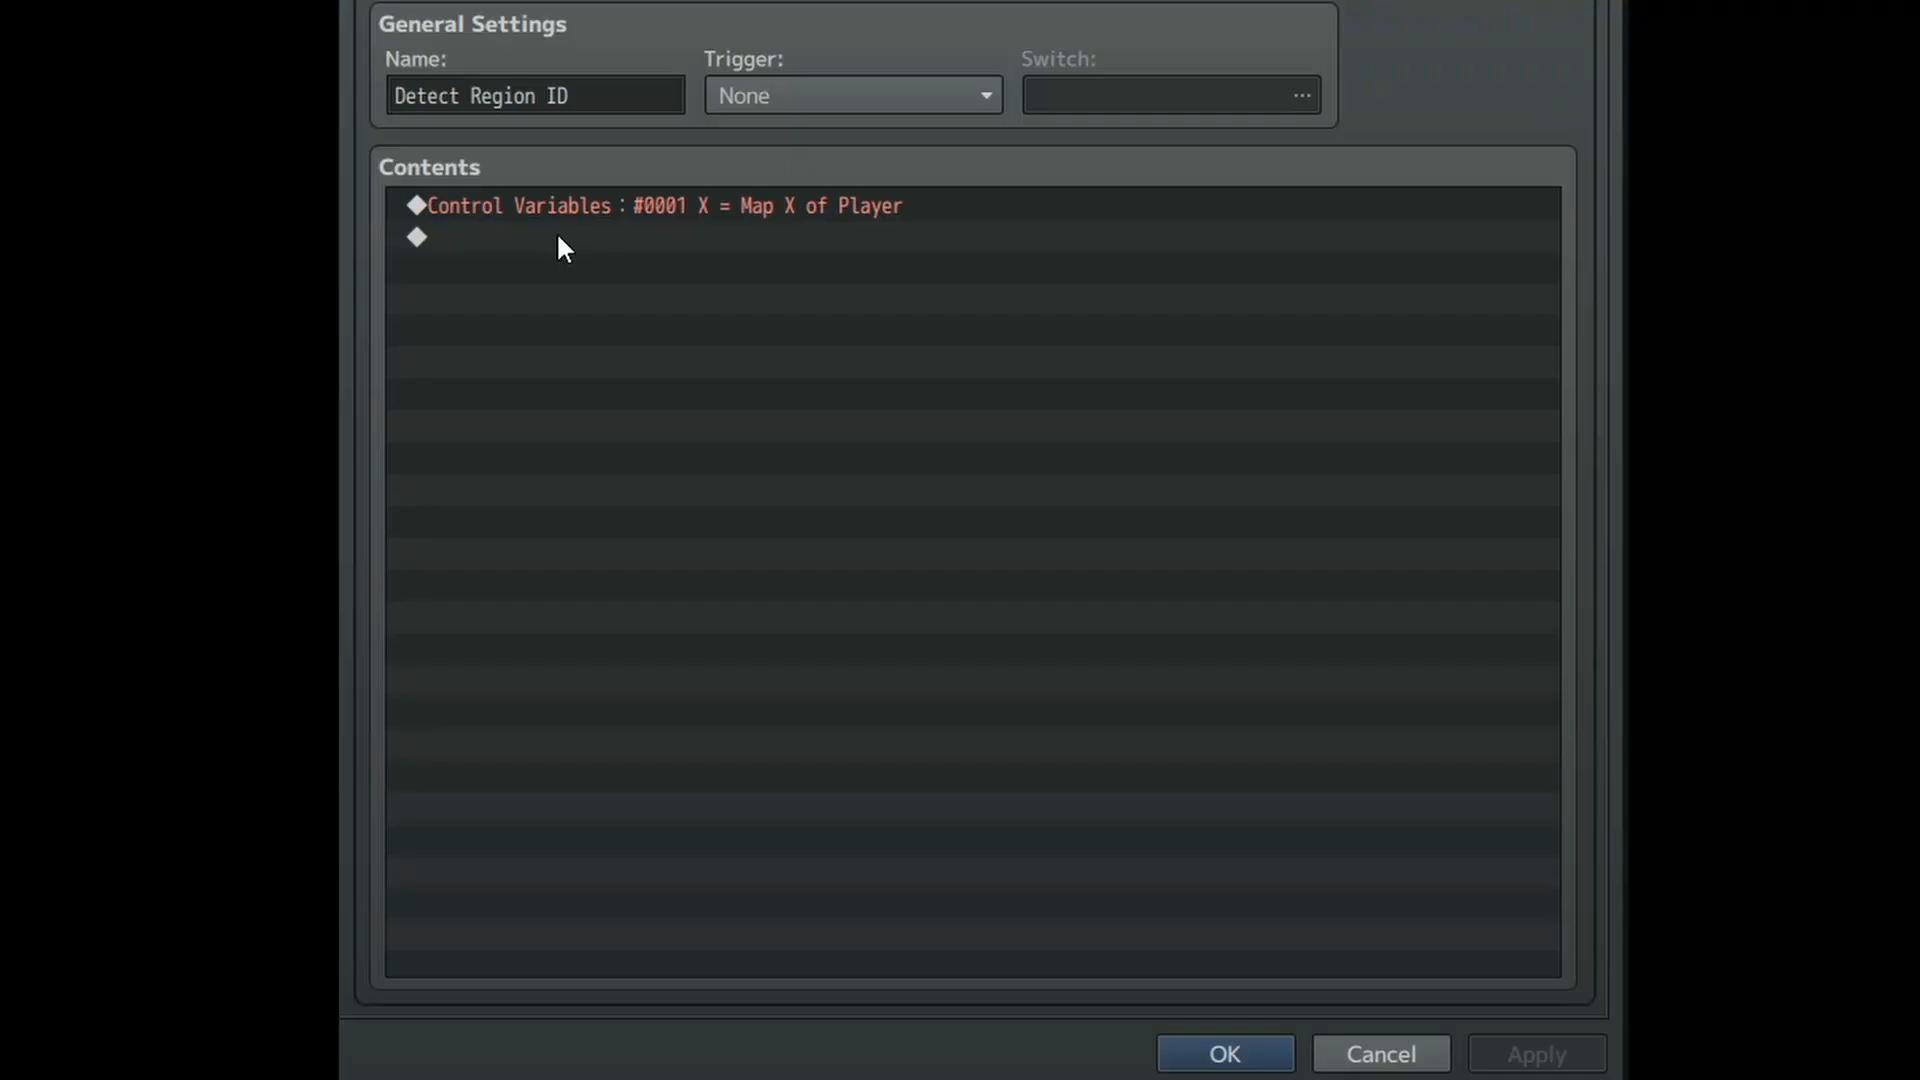 General Settings
Name: Trigger: Switch:
Detect Region ID None ...
Contents
◆Control Variables : #0001 X = Map X of Player
◆
OK Cancel Apply